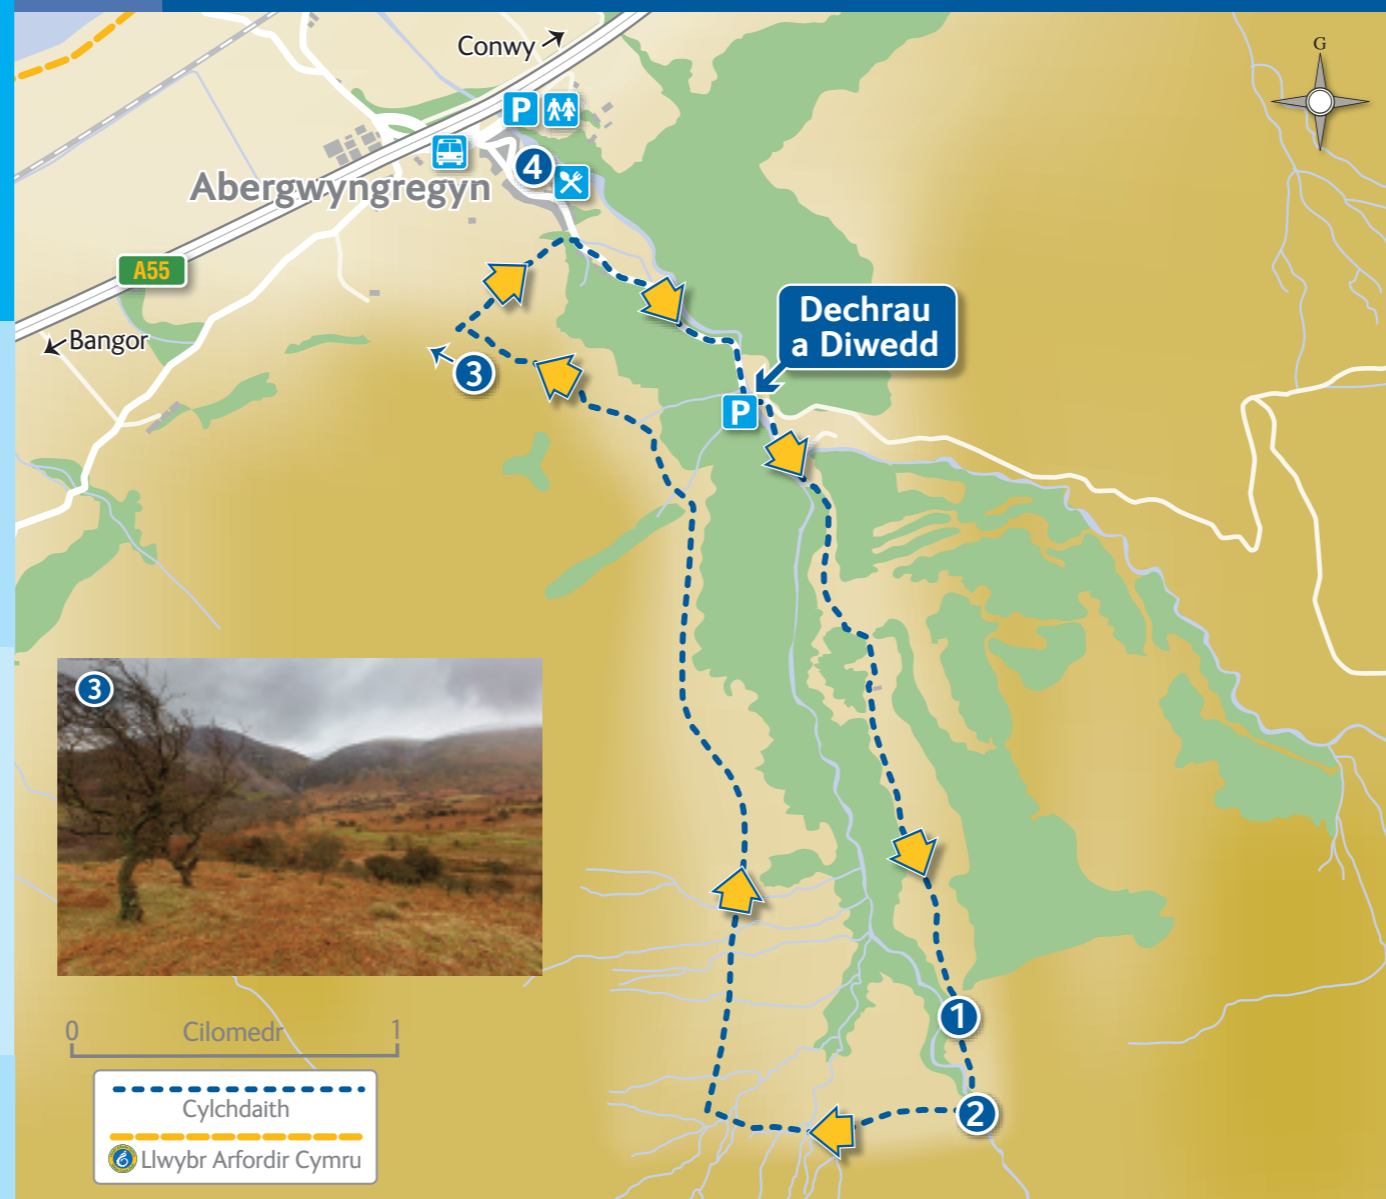 Conwy
G
P
4
Abergwyngregyn
A55
Bangor
Dechrau
a Diwedd
3
P
3
1
2
0 Cilomedr 1
Cylchdaith
Llwybr Arfordir Cymru